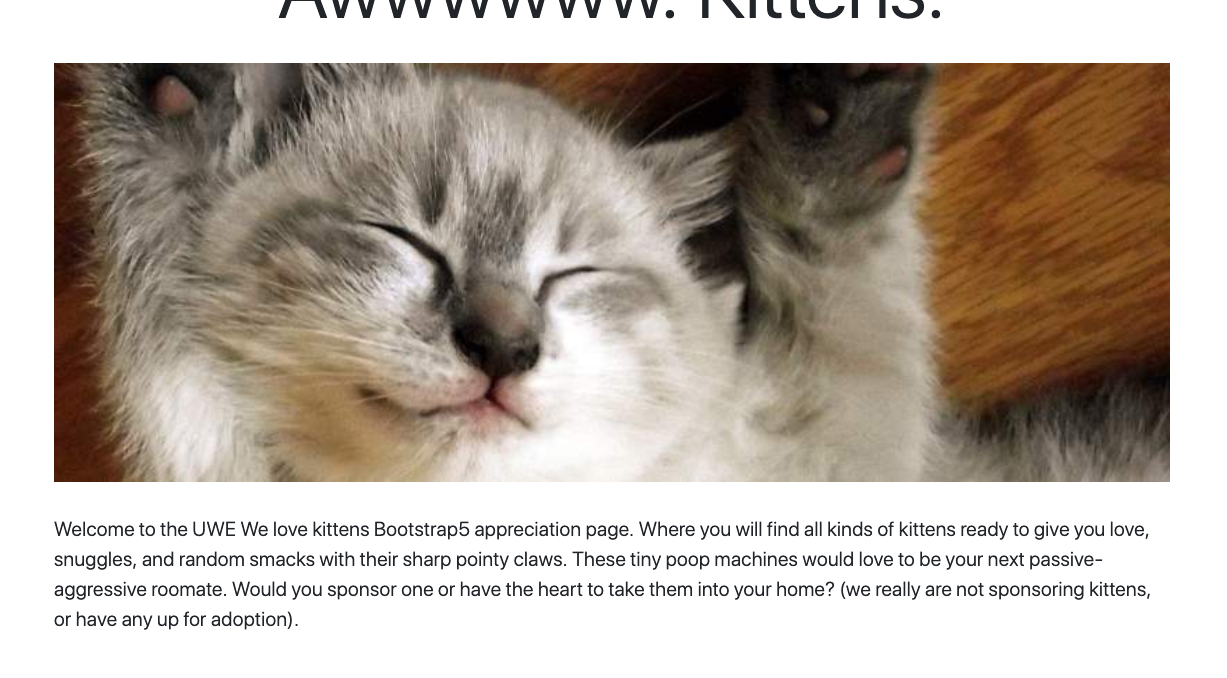 Awwwwww. Kittens.
Welcome to the UWE We love kittens Bootstrap5 appreciation page. Where you will find all kinds of kittens ready to give you love,
snuggles, and random smacks with their sharp pointy claws. These tiny poop machines would love to be your next passive-
aggressive roomate. Would you sponsor one or have the heart to take them into your home? (we really are not sponsoring kittens,
or have any up for adoption).